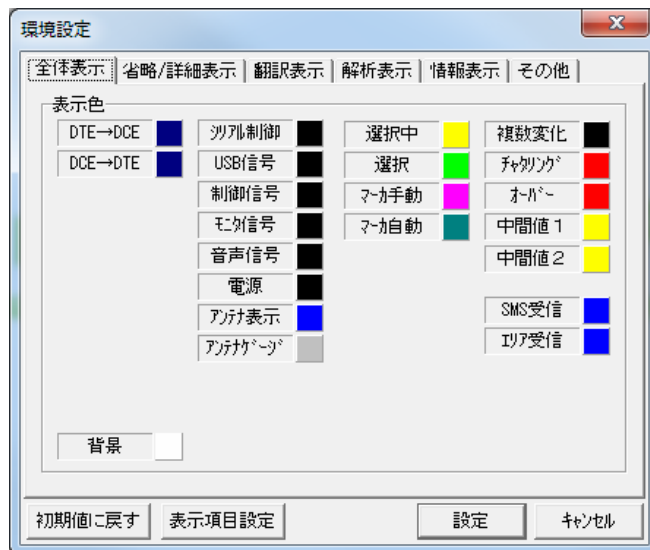 環境設定
全体表示 省略/詳細表示 翻訳表示 解析表示 情報表示 その他
表示色
DTE→DCE ｼﾘｱﾙ制御 選択中 複数変化
DCE→DTE USB信号 選択 ﾁｬﾀﾘﾝｸﾞ
制御信号 ﾏｰｶ手動 ｵｰﾊﾞｰ
ﾓﾆﾀ信号 ﾏｰｶ自動 中間値１
音声信号 中間値２
電源
ｱﾝﾃﾅ表示 SMS受信
ｱﾝﾃﾅｹﾞｰｼﾞ ｴﾘｱ受信
背景
初期値に戻す 表示項目設定 設定 ｷｬﾝｾﾙ